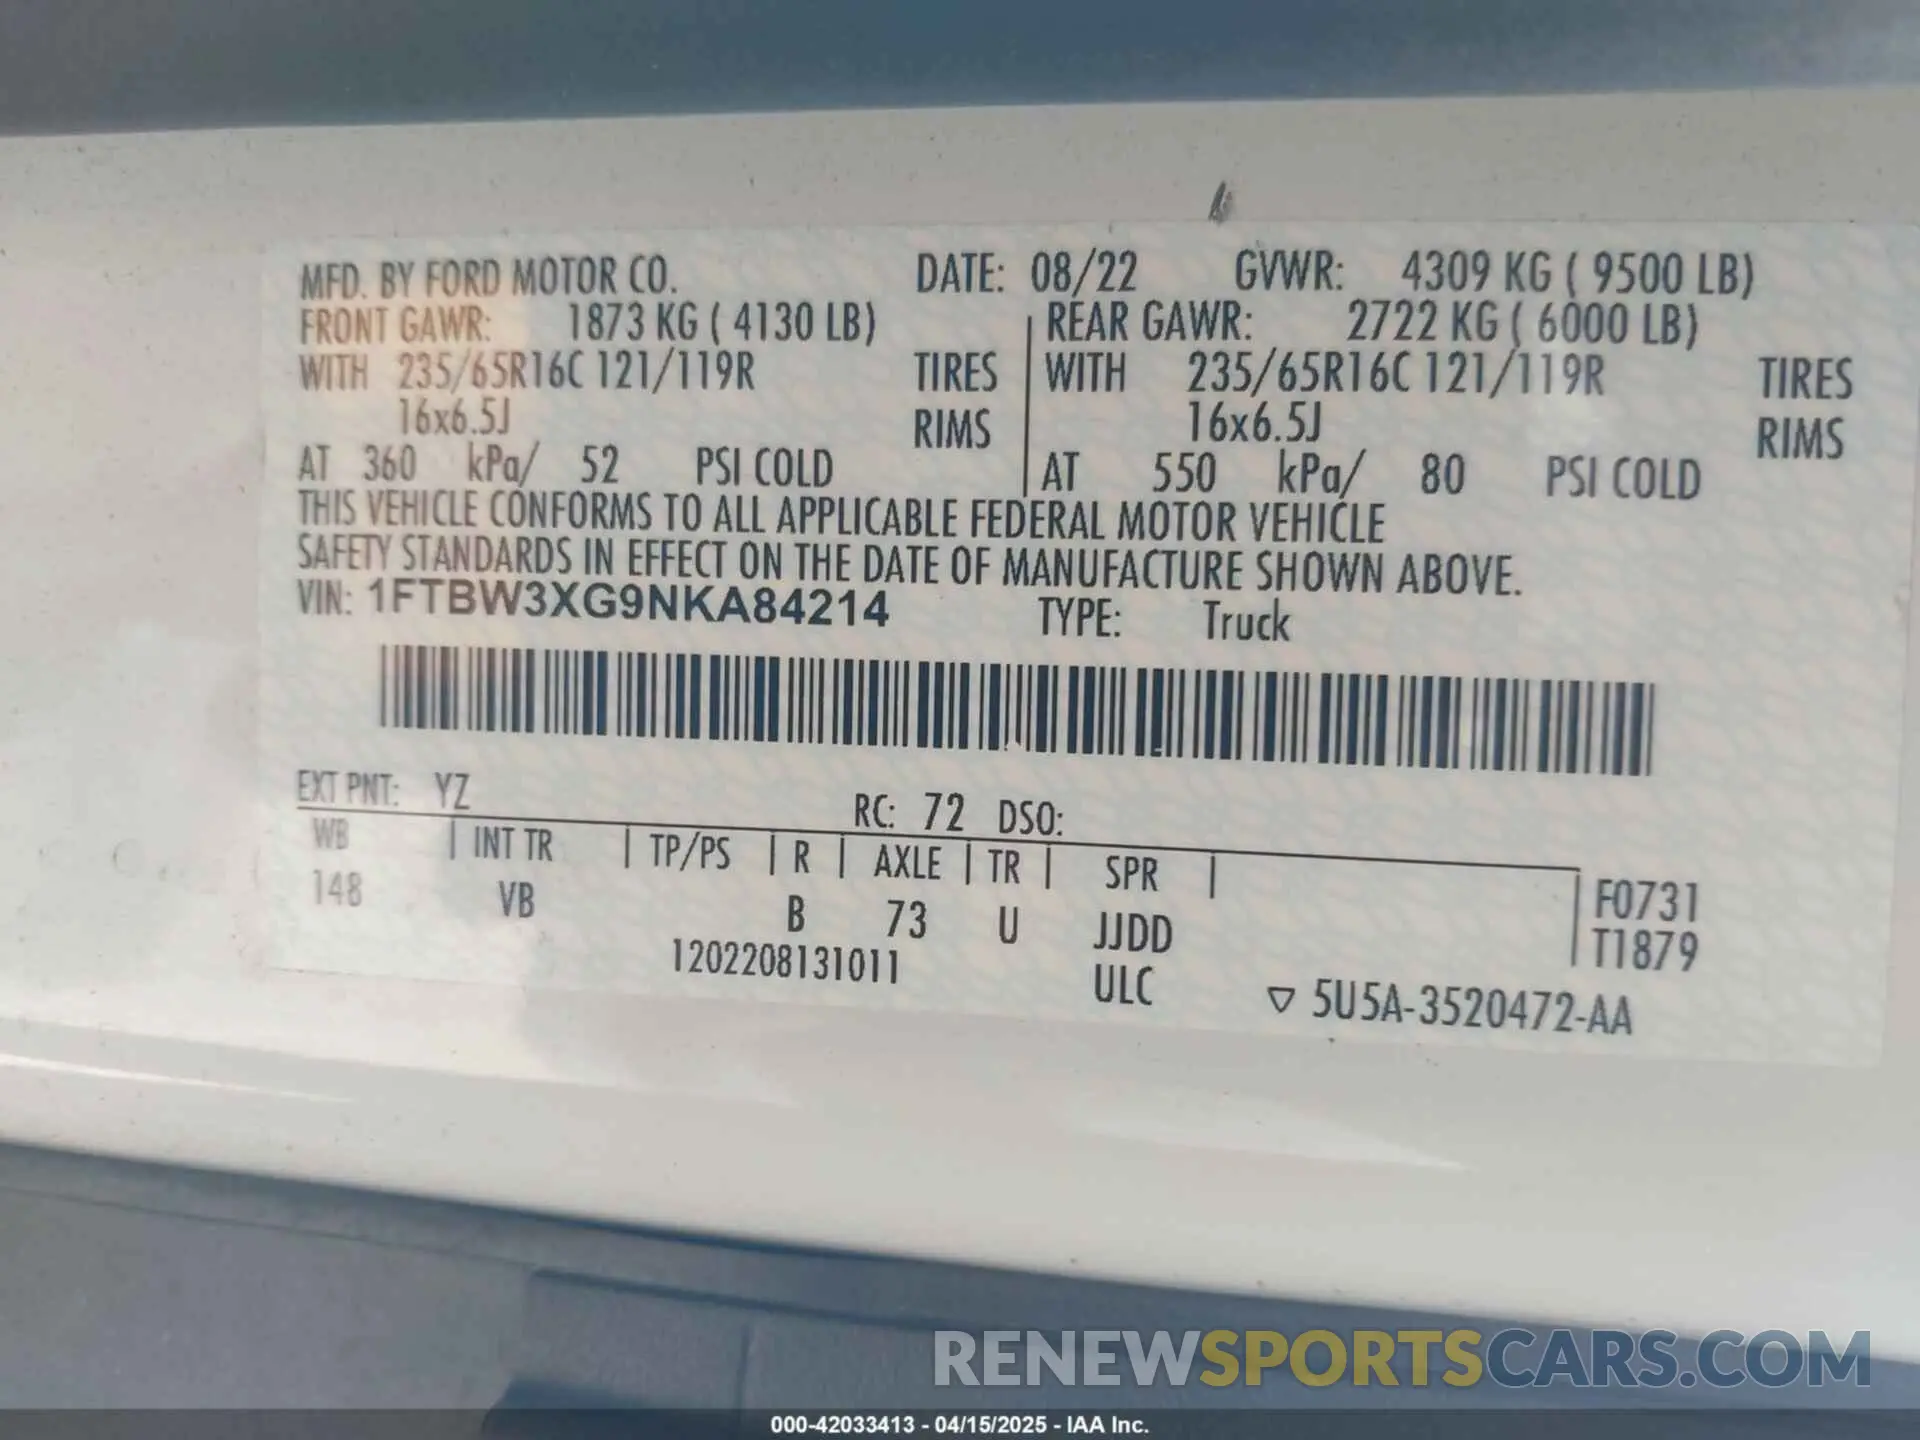 MFD. BY FORD MOTOR CO. DATE: 08/22 GVWR: 4309 KG ( 9500 LB)
FRONT GAWR: 1873 KG ( 4130 LB) REAR GAWR: 2722 KG ( 6000 LB)
WITH 235/65R16C 121/119R TIRES WITH 235/65R16C 121/119R TIRES
16x6.5J RIMS 16x6.5J RIMS
AT 360 kPa/ 52 PSI COLD AT 550 kPa/ 80 PSI COLD
THIS VEHICLE CONFORMS TO ALL APPLICABLE FEDERAL MOTOR VEHICLE
SAFETY STANDARDS IN EFFECT ON THE DATE OF MANUFACTURE SHOWN ABOVE.
VIN: 1FTBW3XG9NKA84214 TYPE: Truck
EXT PNT: YZ RC: 72 DSO:
WB | INT TR | TP/PS | R | AXLE | TR | SPR |
148 VB B 73 U JJDD F0731
1202208131011 ULC T1879
▽ 5U5A-3520472-AA
RENEWSPORTSCARS.COM
000-42033413 - 04/15/2025 - IAA Inc.